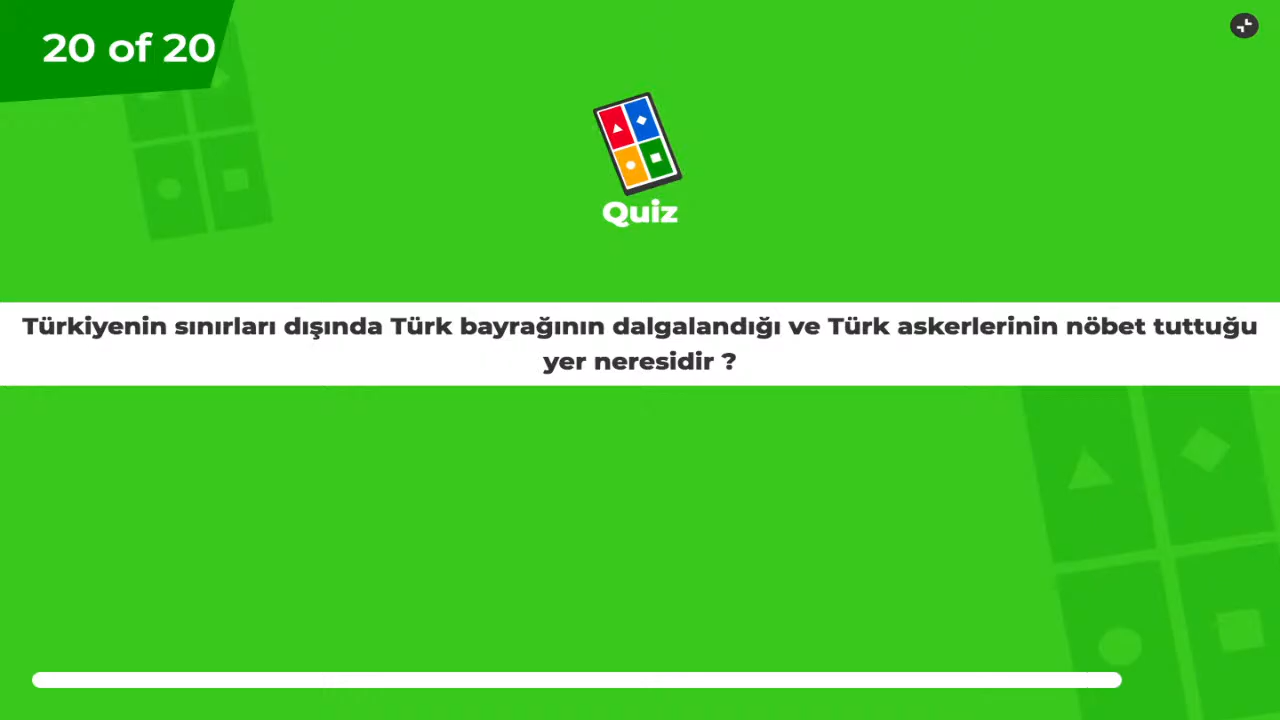 20 of 20
Quiz
Türkiyenin sınırları dışında Türk bayrağının dalgalandığı ve Türk askerlerinin nöbet tuttuğu
yer neresidir ?